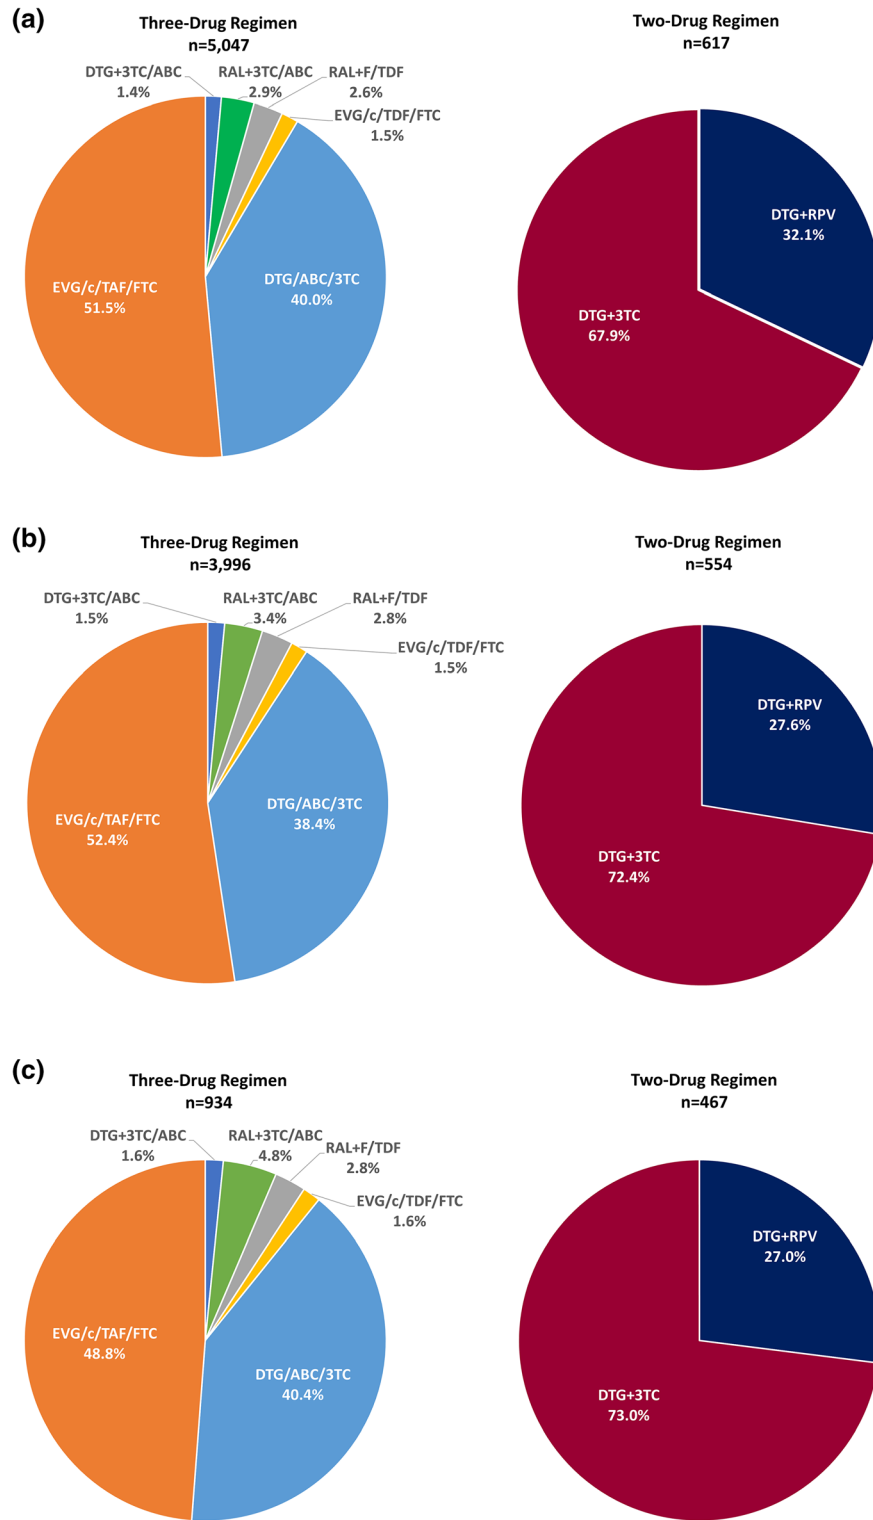 (a)
Three-Drug Regimen
n=5,047
DTG+3TC/ABC
1.4%
RAL+3TC/ABC
2.9%
RAL+F/TDF
2.6%
EVG/c/TDF/FTC
1.5%
EVG/c/TAF/FTC
51.5%
DTG/ABC/3TC
40.0%
Two-Drug Regimen
n=617
DTG+RPV
32.1%
DTG+3TC
67.9%
(b)
Three-Drug Regimen
n=3,996
DTG+3TC/ABC
1.5%
RAL+3TC/ABC
3.4%
RAL+F/TDF
2.8%
EVG/c/TDF/FTC
1.5%
EVG/c/TAF/FTC
52.4%
DTG/ABC/3TC
38.4%
Two-Drug Regimen
n=554
DTG+RPV
27.6%
DTG+3TC
72.4%
(c)
Three-Drug Regimen
n=934
DTG+3TC/ABC
1.6%
RAL+3TC/ABC
4.8%
RAL+F/TDF
2.8%
EVG/c/TDF/FTC
1.6%
EVG/c/TAF/FTC
48.8%
DTG/ABC/3TC
40.4%
Two-Drug Regimen
n=467
DTG+RPV
27.0%
DTG+3TC
73.0%